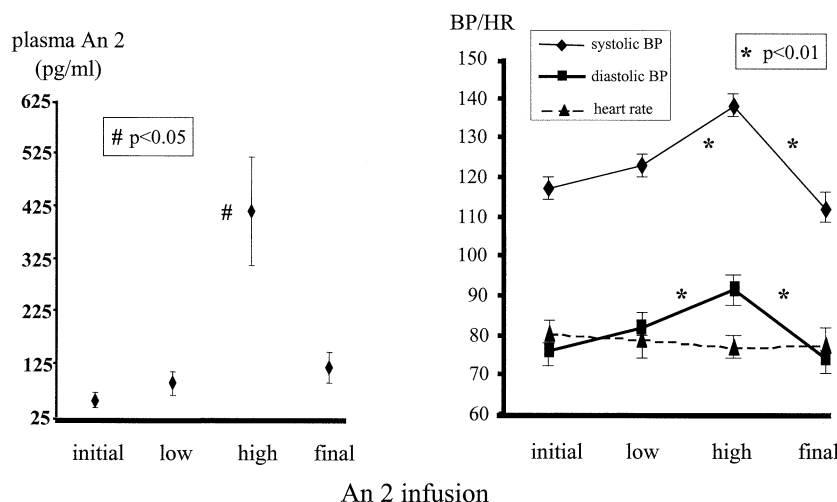 plasma An 2
(pg/ml)
625
525
425
325
225
125
25
# p<0.05
#
initial low high final
BP/HR
150
140
130
120
110
100
90
80
70
60
systolic BP
diastolic BP
heart rate
* p<0.01
* *
* *
initial low high final
An 2 infusion